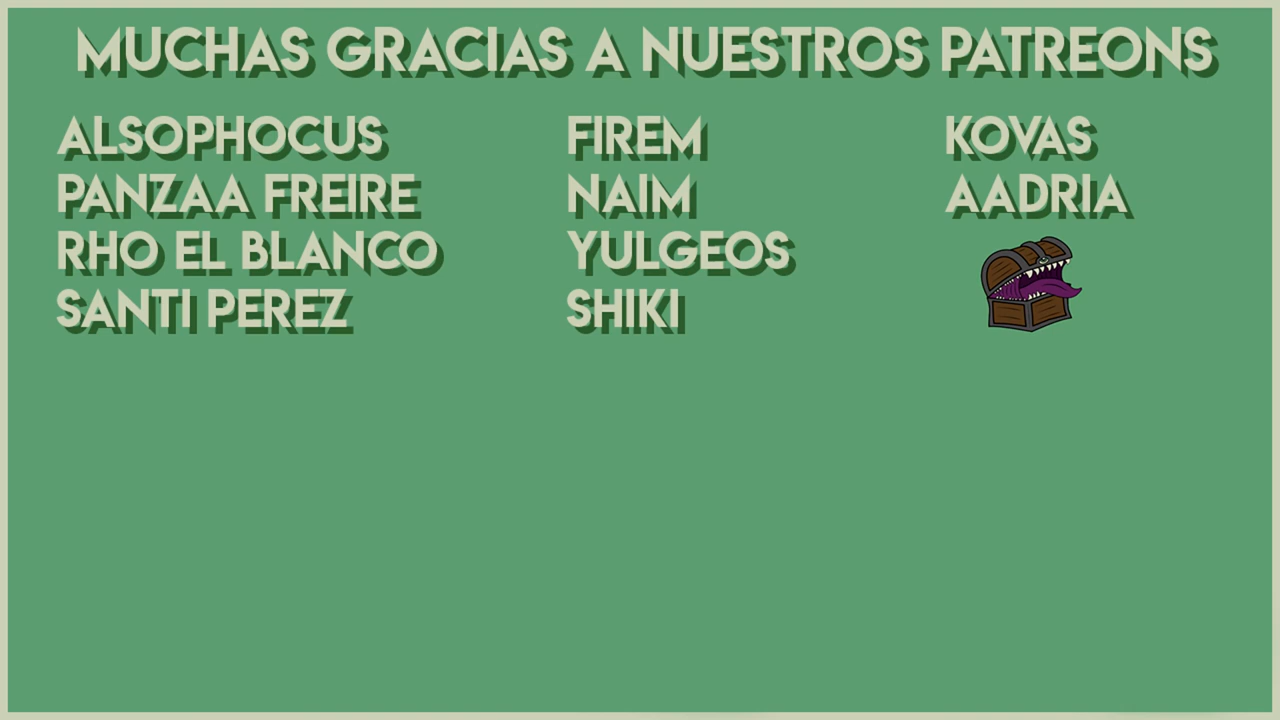 MUCHAS GRACIAS A NUESTROS PATREONS
ALSOPHOCUS
PANZAA FREIRE
RHO EL BLANCO
SANTI PEREZ
FIREM
NAIM
YULGEOS
SHIKI
KOVAS
AADRIA